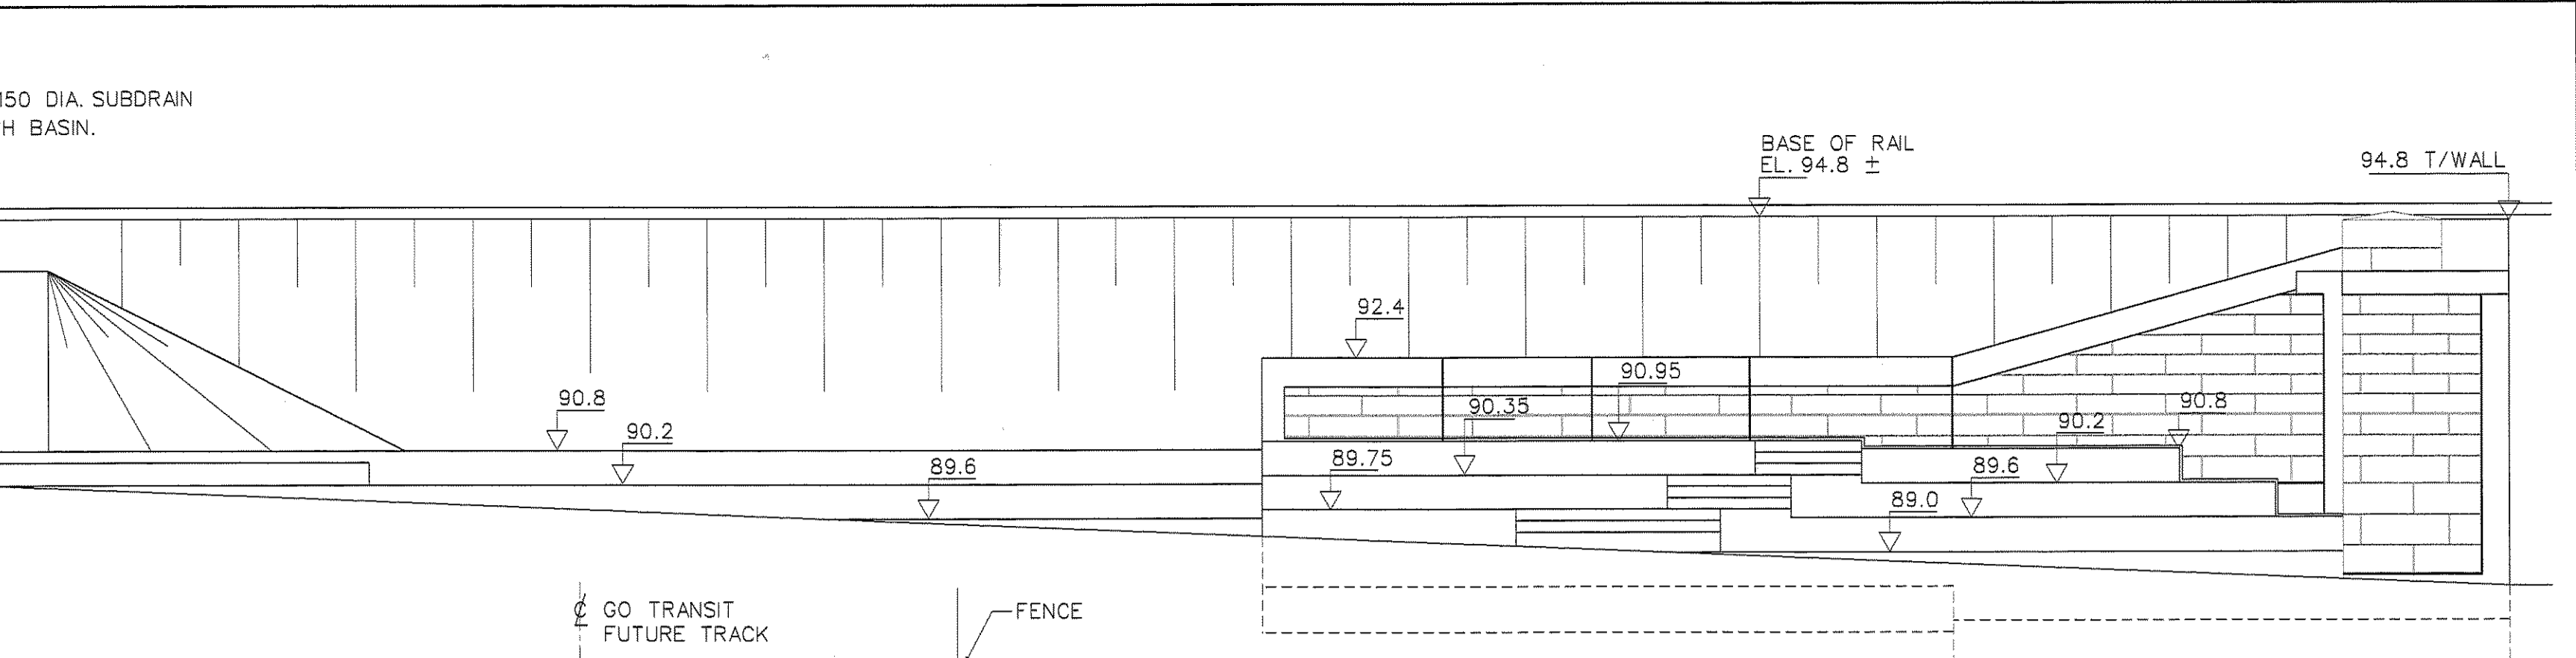 150 DIA. SUBDRAIN
H BASIN.
BASE OF RAIL
EL. 94.8 ±
94.8 T/WALL
92.4
90.95
90.8
90.35
90.8
90.2
90.2
89.75
89.6
89.6
89.0
℄ GO TRANSIT
FUTURE TRACK
FENCE